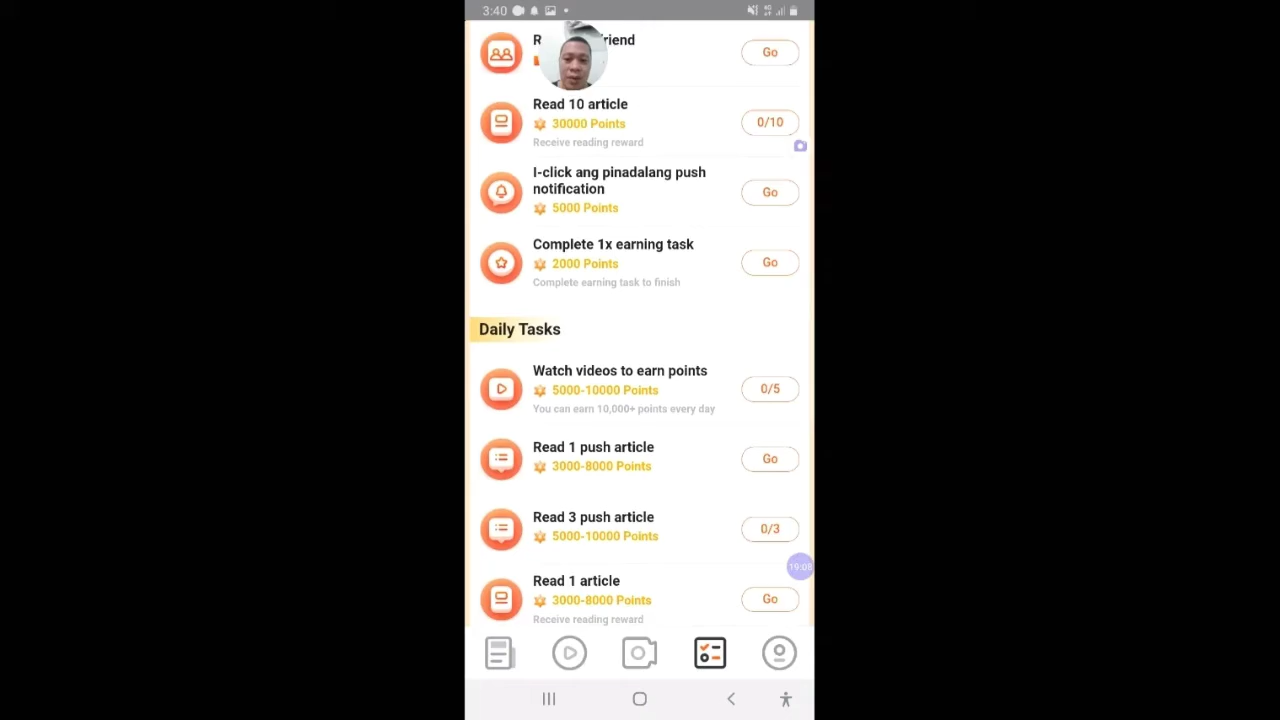 3:40
R riend
Go
Read 10 article
30000 Points
0/10
Receive reading reward
I-click ang pinadalang push
notification
5000 Points
Go
Complete 1x earning task
2000 Points
Go
Complete earning task to finish
Daily Tasks
Watch videos to earn points
5000-10000 Points
0/5
You can earn 10,000+ points every day
Read 1 push article
3000-8000 Points
Go
Read 3 push article
5000-10000 Points
0/3
19:08
Read 1 article
3000-8000 Points
Go
Receive reading reward